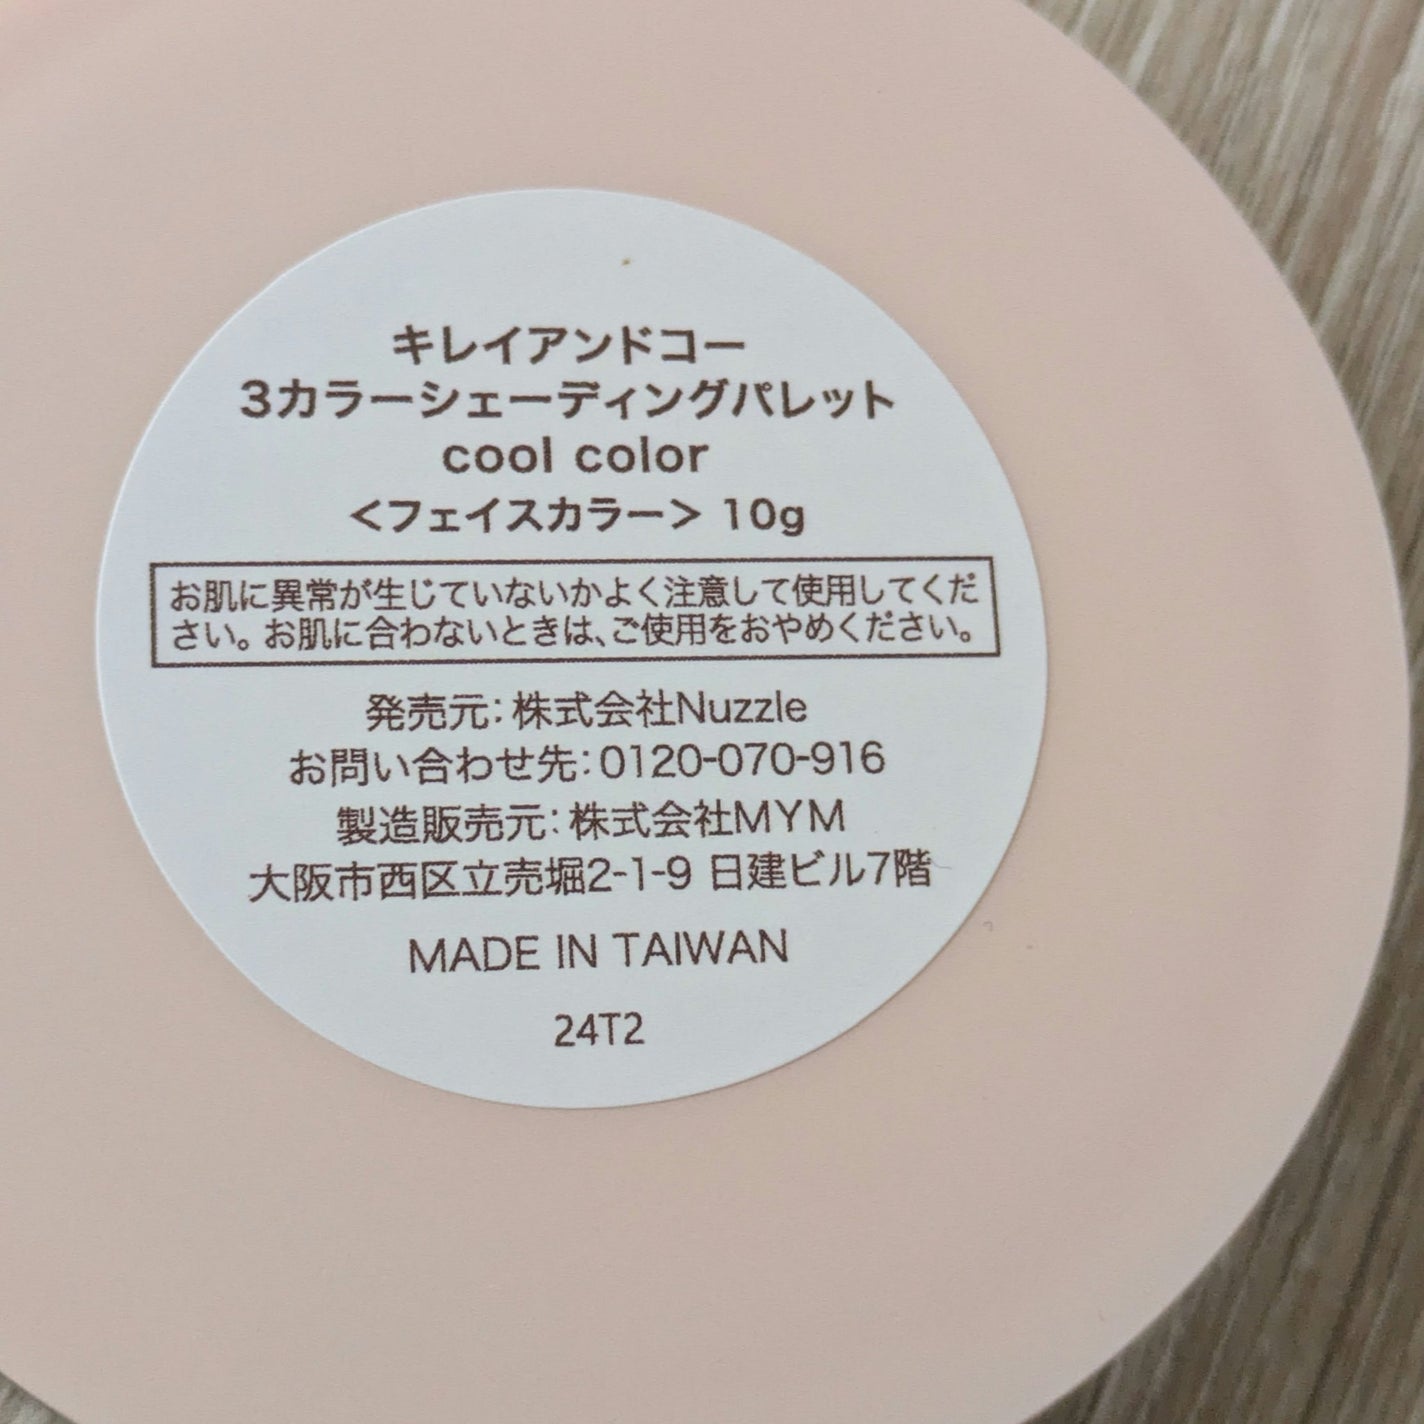 キレイアンドコー
3カラーシェーディングパレット
cool color
＜フェイスカラー＞ 10g
お肌に異常が生じていないかよく注意して使用してくだ
さい。お肌に合わないときは、ご使用をおやめください。
発売元：株式会社Nuzzle
お問い合わせ先：0120-070-916
製造販売元：株式会社MYM
大阪市西区立売堀2-1-9 日建ビル7階
MADE IN TAIWAN
24T2